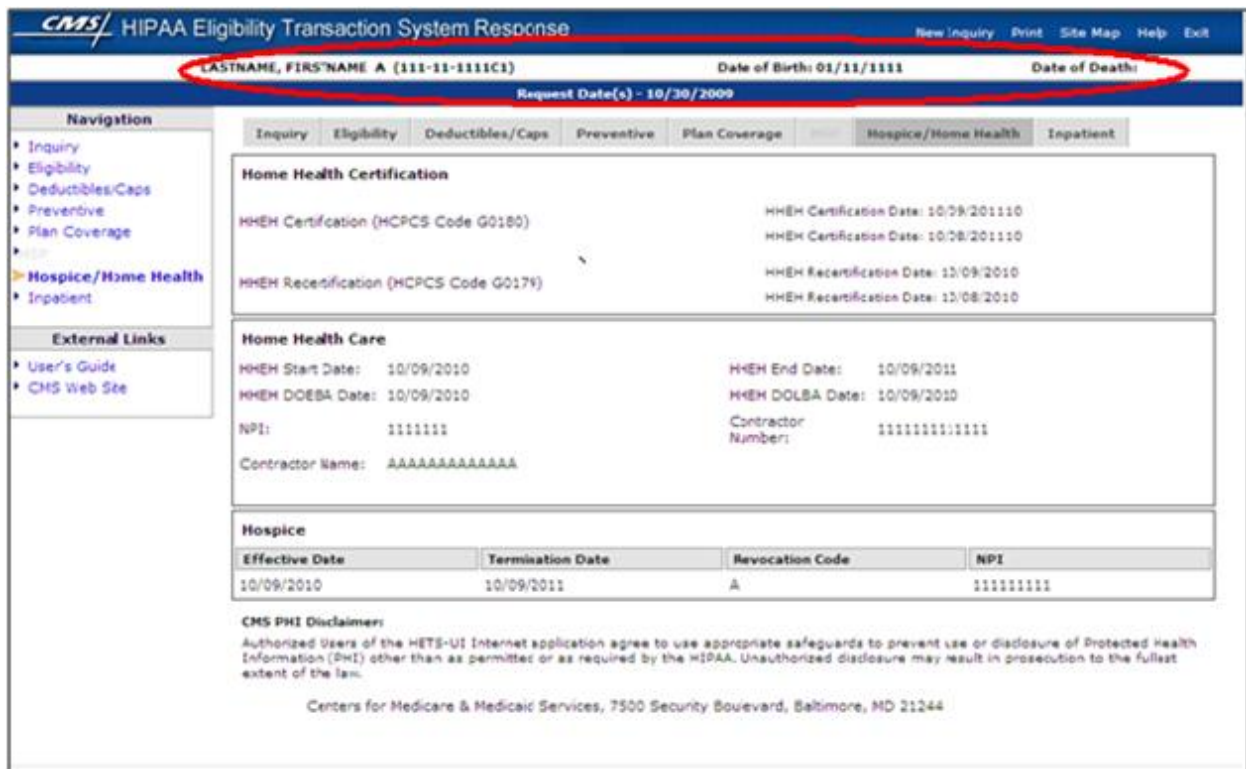 CMS/ HIPAA Eligibility Transaction System Response
New Inquiry Print Site Map Help Exit
LASTNAME, FIRSTNAME A (111-11-1111C1) Date of Birth: 01/11/1111 Date of Death:
Request Date(s) - 10/30/2009
Navigation
Inquiry
Eligibility
Deductibles/Caps
Preventive
Plan Coverage
Hospice/Home Health
Inpatient
External Links
User's Guide
CMS Web Site
Inquiry Eligibility Deductibles/Caps Preventive Plan Coverage Hospice/Home Health Inpatient
Home Health Certification
HHEH Certification (HCPCS Code G0180)
HHEH Certification Date: 10/09/201110
HHEH Certification Date: 10/08/201110
HHEH Recertification (HCPCS Code G0179)
HHEH Recertification Date: 10/09/2010
HHEH Recertification Date: 10/08/2010
Home Health Care
HHEH Start Date: 10/09/2010 HHEH End Date: 10/09/2011
HHEH DOEBA Date: 10/09/2010 HHEH DOLBA Date: 10/09/2010
NPI: 1111111 Contractor Number: 1111111111111
Contractor Name: AAAAAAAAAAAAA
Hospice
Effective Date Termination Date Revocation Code NPI
10/09/2010 10/09/2011 A 111111111
CMS PHI Disclaimer:
Authorized Users of the HETS-UI Internet application agree to use appropriate safeguards to prevent use or disclosure of Protected Health
Information (PHI) other than as permitted or as required by the HIPAA. Unauthorized disclosure may result in prosecution to the fullest
extent of the law.
Centers for Medicare & Medicaid Services, 7500 Security Boulevard, Baltimore, MD 21244